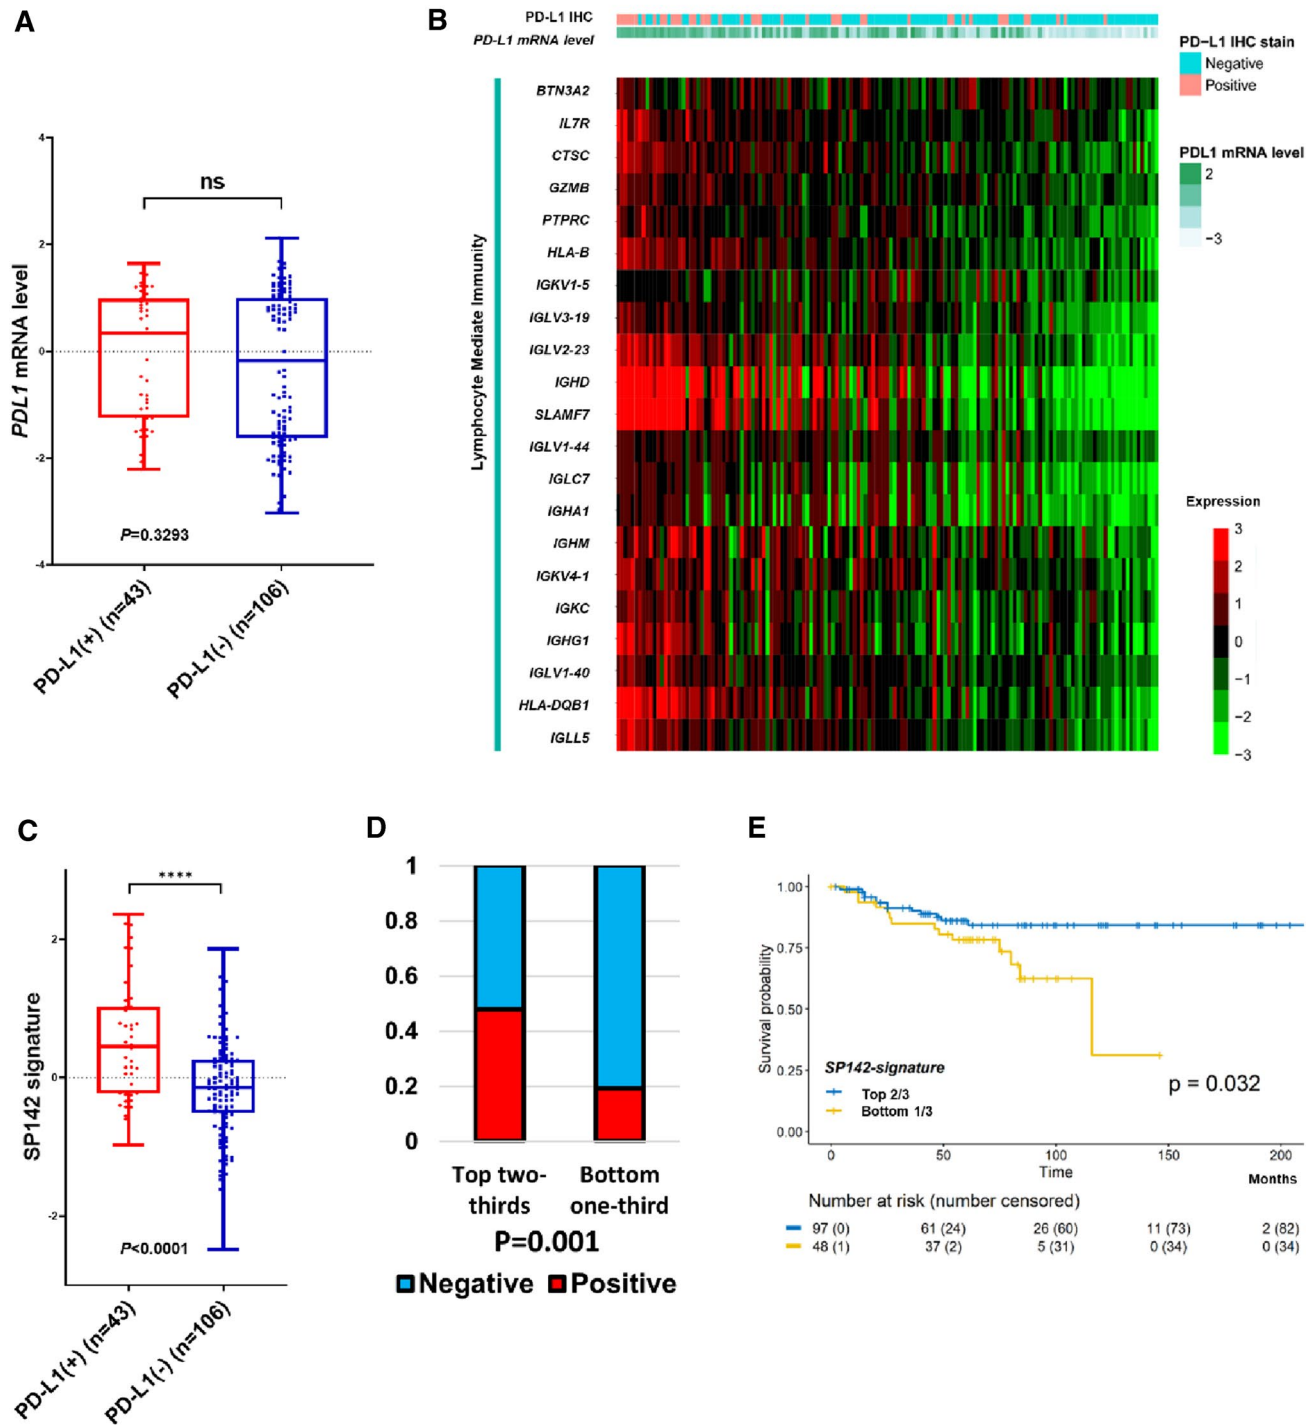 A
4
2
0
-2
-4
PDL1 mRNA level
ns
P=0.3293
PD-L1(+) (n=43)
PD-L1(-) (n=106)
B
PD-L1 IHC
PD-L1 mRNA level
Lymphocyte Mediate Immunity
BTN3A2
IL7R
CTSC
GZMB
PTPRC
HLA-B
IGKV1-5
IGLV3-19
IGLV2-23
IGHD
SLAMF7
IGLV1-44
IGLC7
IGHA1
IGHM
IGKV4-1
IGKC
IGHG1
IGLV1-40
HLA-DQB1
IGLL5
PD-L1 IHC stain
Negative
Positive
PDL1 mRNA level
2
−3
Expression
3
2
1
0
−1
−2
−3
C
2
0
-2
SP142 signature
****
P<0.0001
PD-L1(+) (n=43)
PD-L1(-) (n=106)
D
1
0.8
0.6
0.4
0.2
0
Top two-
thirds
Bottom
one-third
P=0.001
Negative Positive
E
Survival probability
1.00
0.75
0.50
0.25
0.00
SP142-signature
Top 2/3
Bottom 1/3
p = 0.032
0 50 100 150 200
Time
Months
Number at risk (number censored)
97 (0) 61 (24) 26 (60) 11 (73) 2 (82)
48 (1) 37 (2) 5 (31) 0 (34) 0 (34)